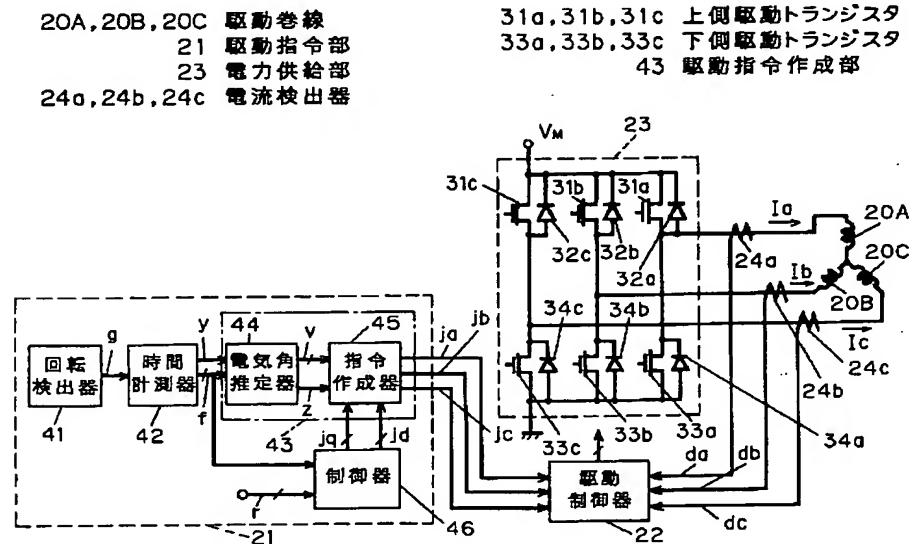 20A,20B,20C 駆動巻線
21 駆動指令部
23 電力供給部
24a,24b,24c 電流検出器
31a,31b,31c 上側駆動トランジスタ
33a,33b,33c 下側駆動トランジスタ
43 駆動指令作成部
VM
23
31c
31b
31a
32c
32b
32a
Ia
20A
24a
20C
Ib
20B
Ic
24c
24b
34c
34b
34a
33c
33b
33a
44
45
ja
jb
jc
y
v
g
f
z
回転
検出器
41
時間
計測器
42
電気角
推定器
指令
作成器
43
jq
jd
制御器
46
r
21
駆動
制御器
22
da
db
dc